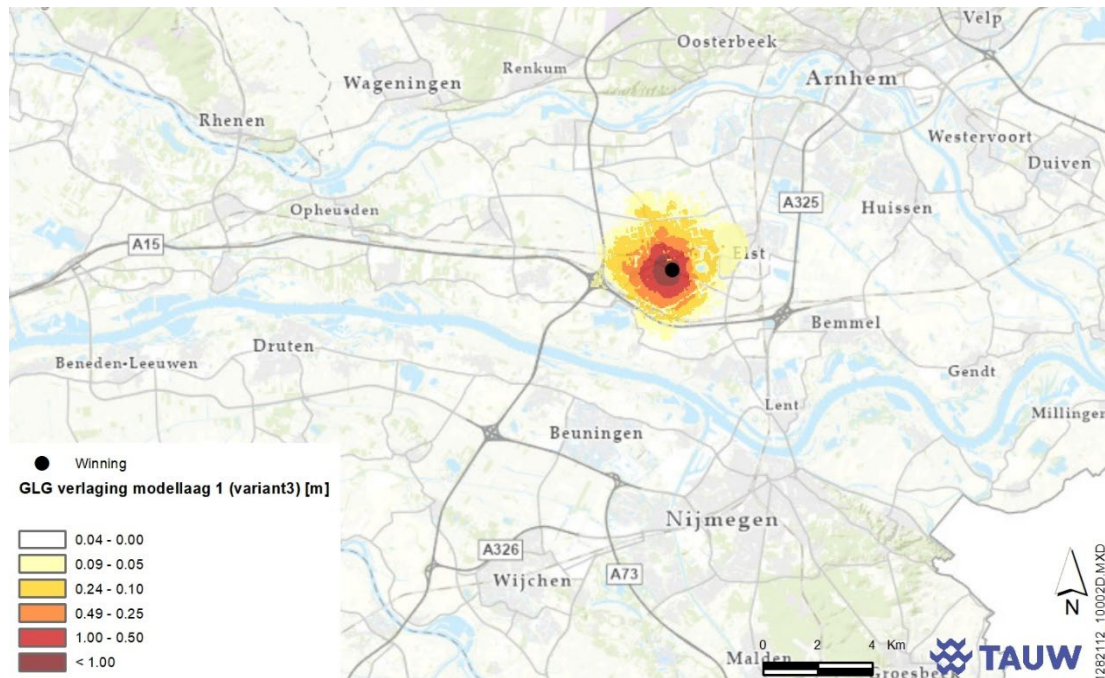 Velp
Oosterbeek
Renkum
Arnhem
Wageningen
Rhenen
Westervoort
Duiven
Opheusden
A325
Huissen
A15
Elst
Bemmel
Druten
Beneden-Leeuwen
Gendt
Lent
Millingen
Beuningen
Winning
GLG verlaging modellaag 1 (variant3) [m]
Nijmegen
0.04 - 0.00
0.09 - 0.05
A326
0.24 - 0.10
Wijchen
A73
0.49 - 0.25
N
1.00 - 0.50
0 2 4 Km
< 1.00
Malden
Groesbeek
TAUW
1282112_10002D.MXD